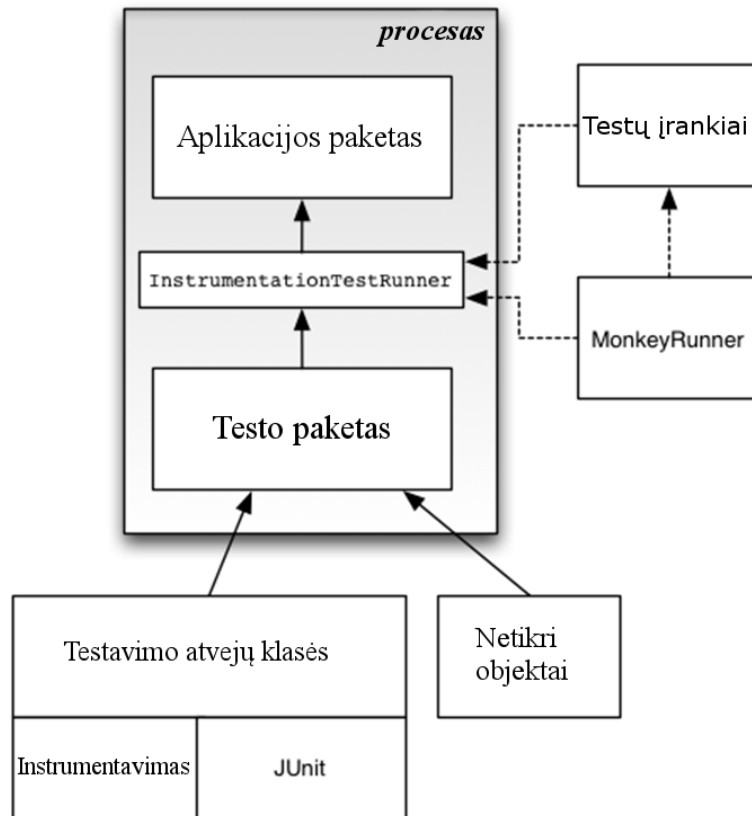 procesas
Aplikacijos paketas
Testų įrankiai
InstrumentationTestRunner
MonkeyRunner
Testo paketas
Testavimo atvejų klasės
Netikri
objektai
Instrumentavimas
JUnit